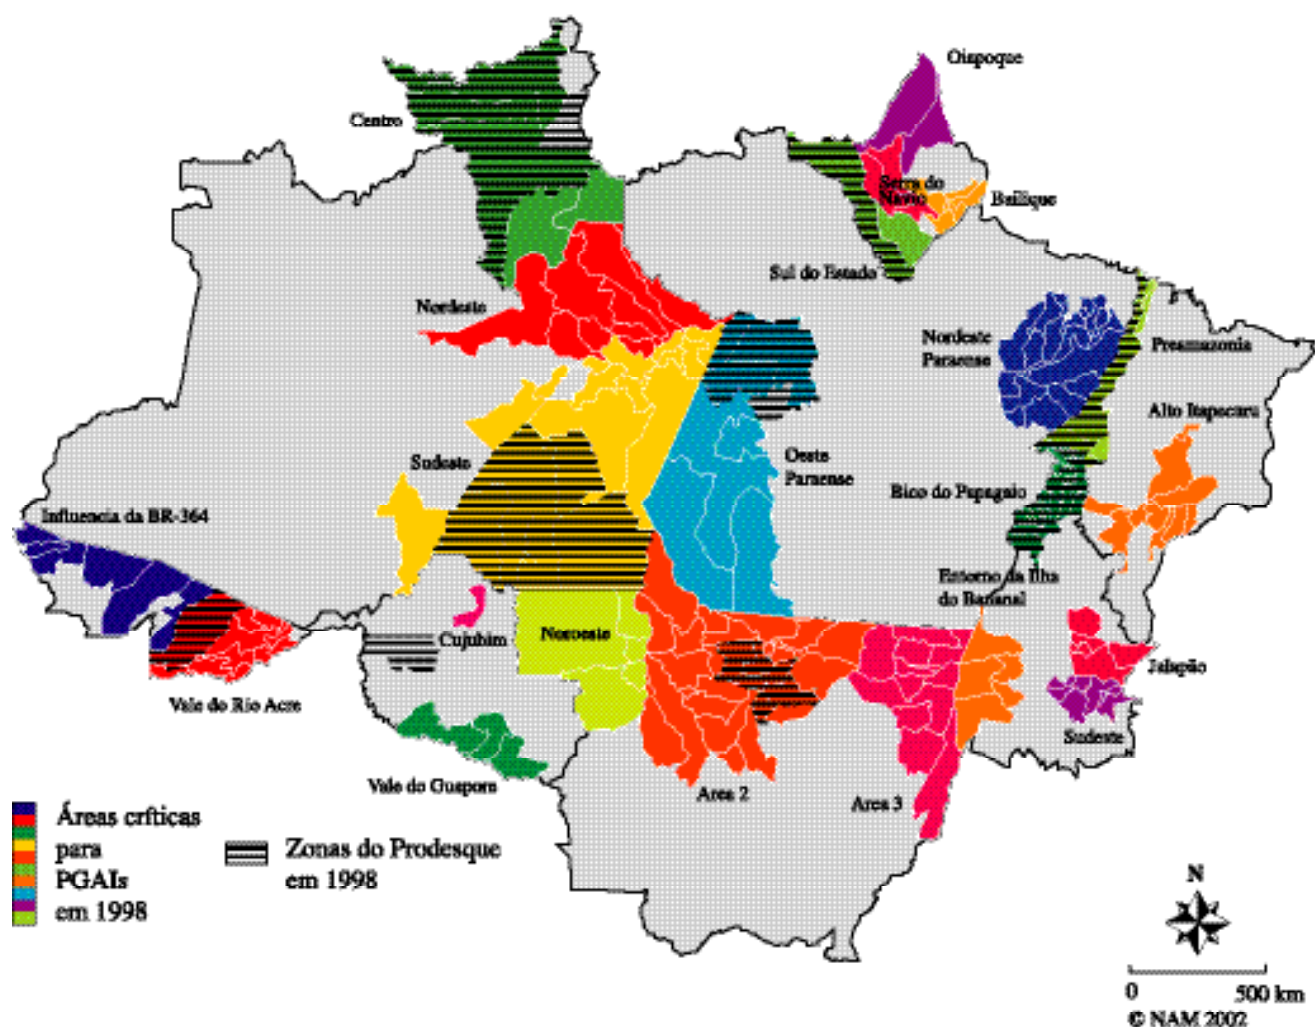 Oiapoque
Centro
Serra do
Navio
Bailique
Sul do Estado
Nordeste
Nordeste
Paraense
Preamazonia
Alto Itapecuru
Sudeste
Oeste
Paraense
Bico do Papagaio
Influencia da BR-364
Entorno da Ilha
do Bananal
Cujubim
Noroeste
Jalapão
Vale do Rio Acre
Sudeste
Vale do Guapore
Area 2
Area 3
Áreas críticas
para
PGAIs
em 1998
Zonas do Prodesque
em 1998
N
0 500 km
© NAM 2002